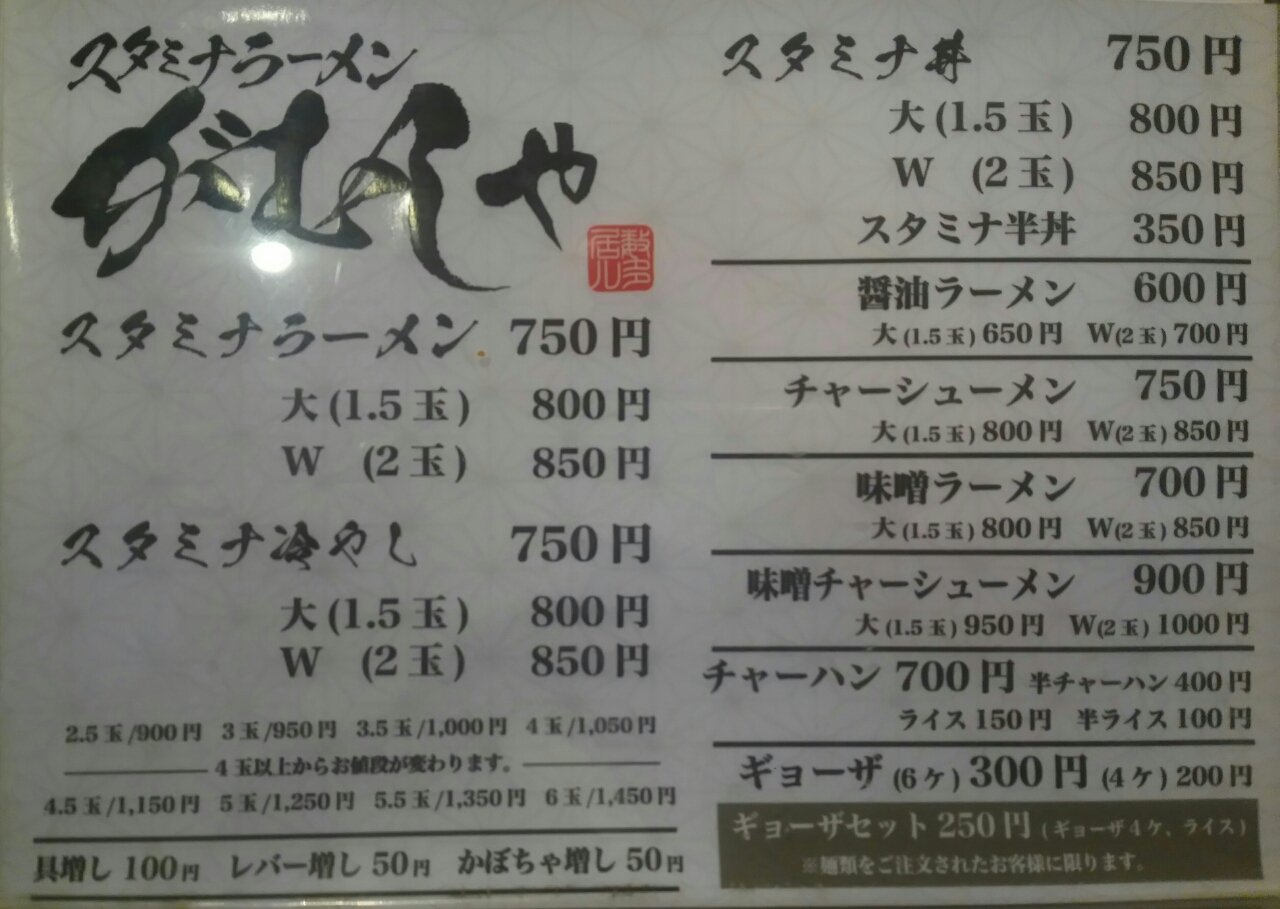 スタミナラーメン
がむしゃ
スタミナラーメン 750円
大(1.5玉) 800円
W (2玉) 850円
スタミナ冷やし 750円
大(1.5玉) 800円
W (2玉) 850円
2.5玉/900円 3玉/950円 3.5玉/1,000円 4玉/1,050円
4玉以上からお値段が変わります。
4.5玉/1,150円 5玉/1,250円 5.5玉/1,350円 6玉/1,450円
具増し 100円 レバー増し 50円 かぼちゃ増し 50円
スタミナ丼 750円
大(1.5玉) 800円
W (2玉) 850円
スタミナ半丼 350円
醤油ラーメン 600円
大(1.5玉)650円 W(2玉)700円
チャーシューメン 750円
大(1.5玉)800円 W(2玉)850円
味噌ラーメン 700円
大(1.5玉)800円 W(2玉)850円
味噌チャーシューメン 900円
大(1.5玉)950円 W(2玉)1000円
チャーハン 700円 半チャーハン400円
ライス150円 半ライス100円
ギョーザ(6ケ)300円(4ケ)200円
ギョーザセット250円(ギョーザ4ケ、ライス)
※麺類をご注文されたお客様に限ります。